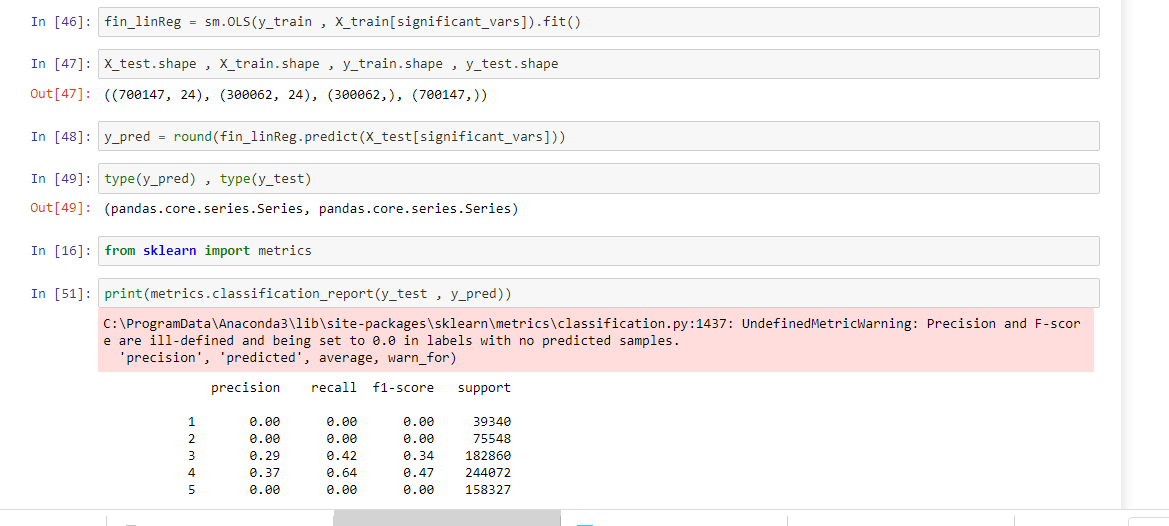 In [46]: fin_linReg = sm.OLS(y_train , X_train[significant_vars]).fit()
In [47]: X_test.shape , X_train.shape , y_train.shape , y_test.shape
Out[47]: ((700147, 24), (300062, 24), (300062,), (700147,))
In [48]: y_pred = round(fin_linReg.predict(X_test[significant_vars]))
In [49]: type(y_pred) , type(y_test)
Out[49]: (pandas.core.series.Series, pandas.core.series.Series)
In [16]: from sklearn import metrics
In [51]: print(metrics.classification_report(y_test , y_pred))
C:\ProgramData\Anaconda3\lib\site-packages\sklearn\metrics\classification.py:1437: UndefinedMetricWarning: Precision and F-scor
e are ill-defined and being set to 0.0 in labels with no predicted samples.
'precision', 'predicted', average, warn_for)
precision recall f1-score support
1 0.00 0.00 0.00 39340
2 0.00 0.00 0.00 75548
3 0.29 0.42 0.34 182860
4 0.37 0.64 0.47 244072
5 0.00 0.00 0.00 158327